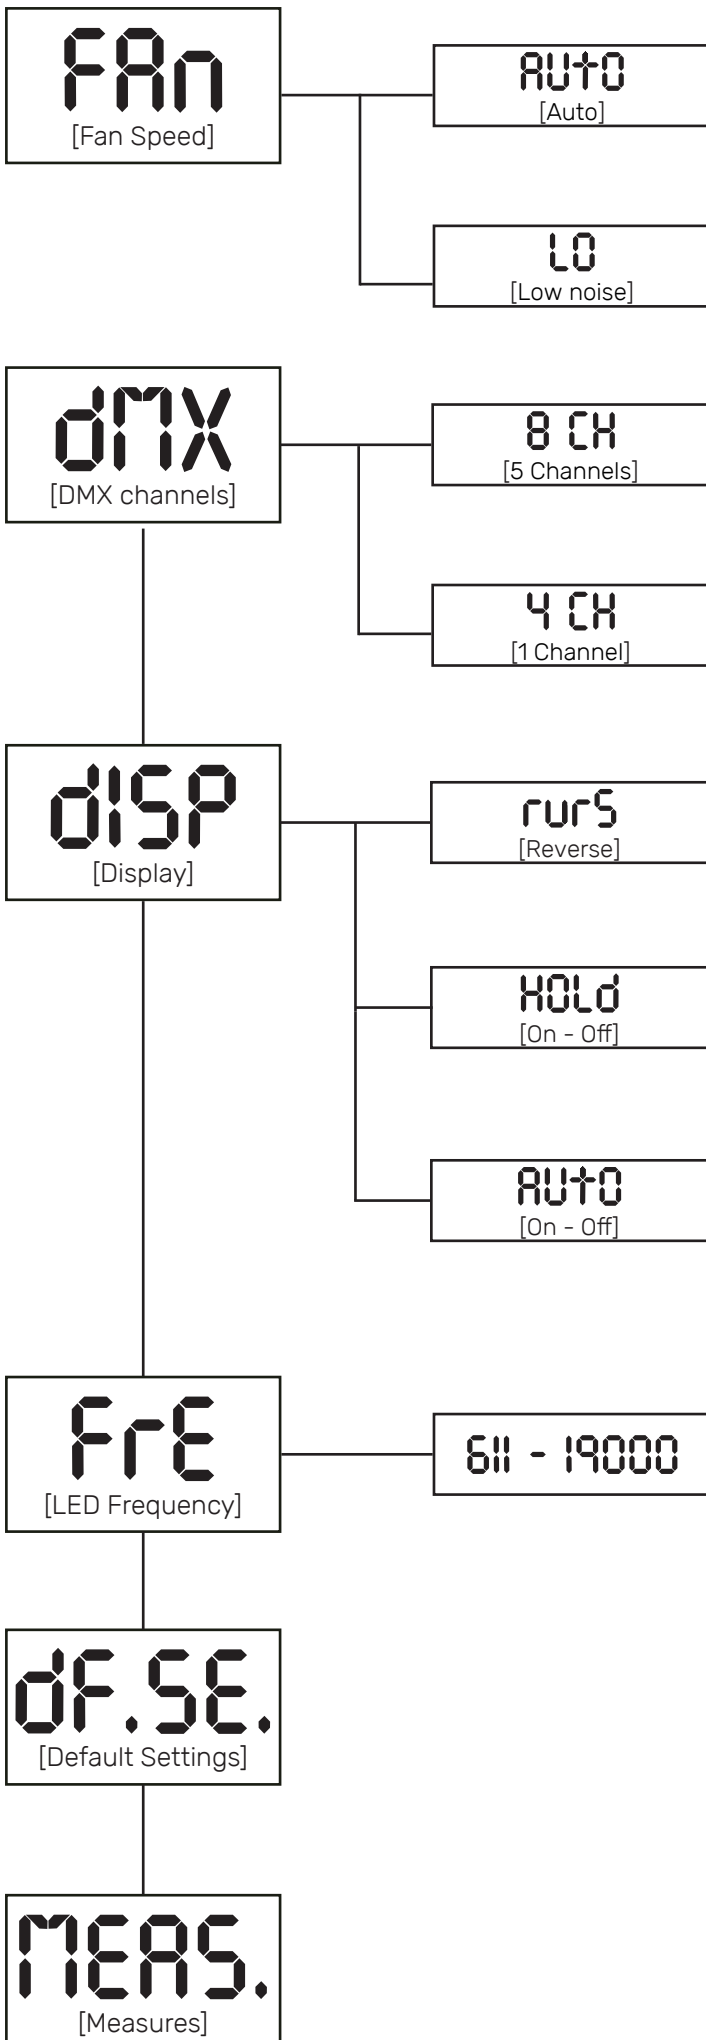 FAn
[Fan Speed]
AUtO
[Auto]
LO
[Low noise]
dMX
[DMX channels]
8 CH
[5 Channels]
4 CH
[1 Channel]
dISP
[Display]
rurS
[Reverse]
HOLd
[On - Off]
AUtO
[On - Off]
FrE
[LED Frequency]
611 - 19000
dF.SE.
[Default Settings]
MEAS.
[Measures]